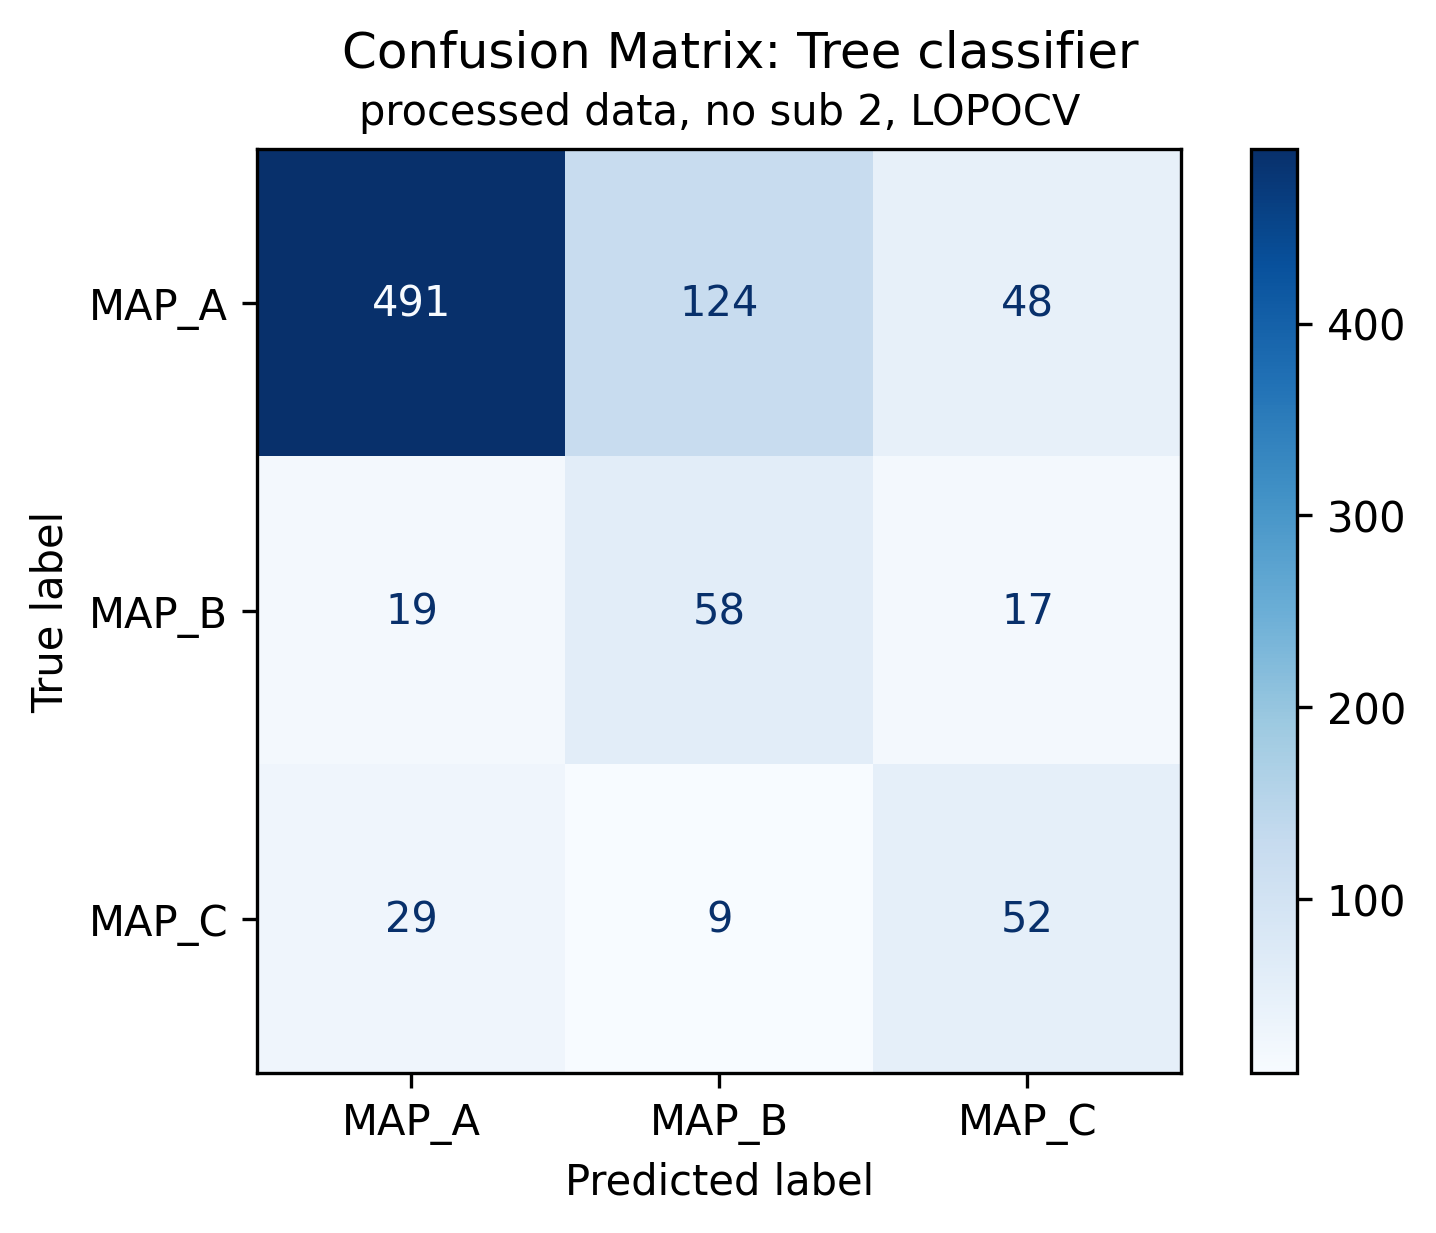 Confusion Matrix: Tree classifier
processed data, no sub 2, LOPOCV
True label
MAP_A
491 124 48
MAP_B
19 58 17
MAP_C
29 9 52
MAP_A MAP_B MAP_C
Predicted label
400
300
200
100